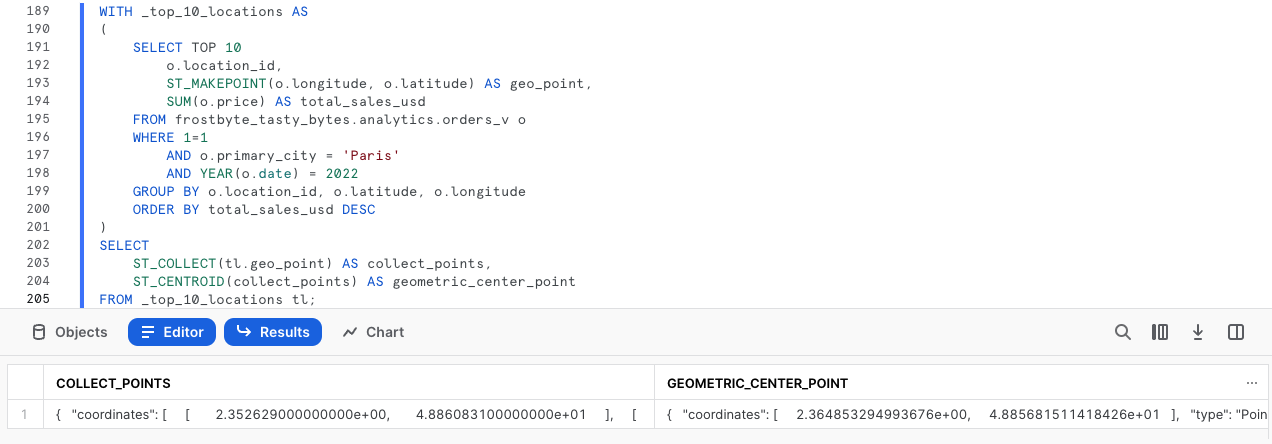 189 WITH _top_10_locations AS
190 (
191 SELECT TOP 10
192 o.location_id,
193 ST_MAKEPOINT(o.longitude, o.latitude) AS geo_point,
194 SUM(o.price) AS total_sales_usd
195 FROM frostbyte_tasty_bytes.analytics.orders_v o
196 WHERE 1=1
197 AND o.primary_city = 'Paris'
198 AND YEAR(o.date) = 2022
199 GROUP BY o.location_id, o.latitude, o.longitude
200 ORDER BY total_sales_usd DESC
201 )
202 SELECT
203 ST_COLLECT(tl.geo_point) AS collect_points,
204 ST_CENTROID(collect_points) AS geometric_center_point
205 FROM _top_10_locations tl;
Objects Editor Results Chart
COLLECT_POINTS GEOMETRIC_CENTER_POINT ...
1 { "coordinates": [ [ 2.352629000000000e+00, 4.886083100000000e+01 ], [ { "coordinates": [ 2.364853294993676e+00, 4.885681511418426e+01 ], "type": "Poin